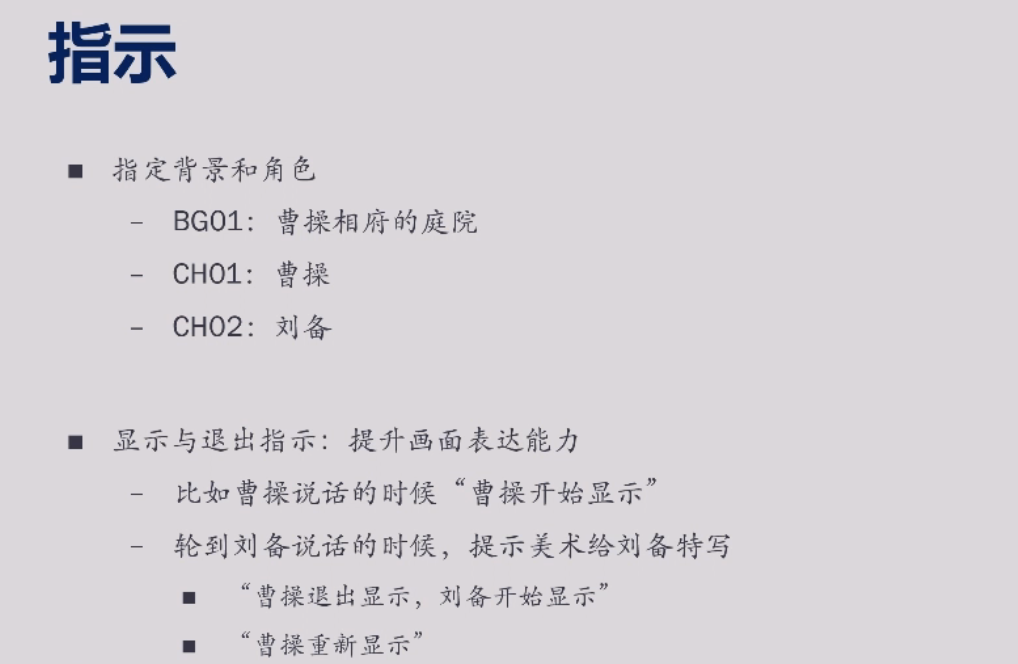 指示
■ 指定背景和角色
– BG01：曹操相府的庭院
– CH01：曹操
– CH02：刘备
■ 显示与退出指示：提升画面表达能力
– 比如曹操说话的时候“曹操开始显示”
– 轮到刘备说话的时候，提示美术给刘备特写
■ “曹操退出显示，刘备开始显示”
■ “曹操重新显示”